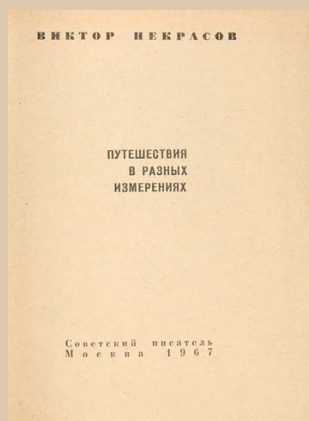 ВИКТОР НЕКРАСОВ
ПУТЕШЕСТВИЯ
В РАЗНЫХ
ИЗМЕРЕНИЯХ
Советский писатель
Москва 1967